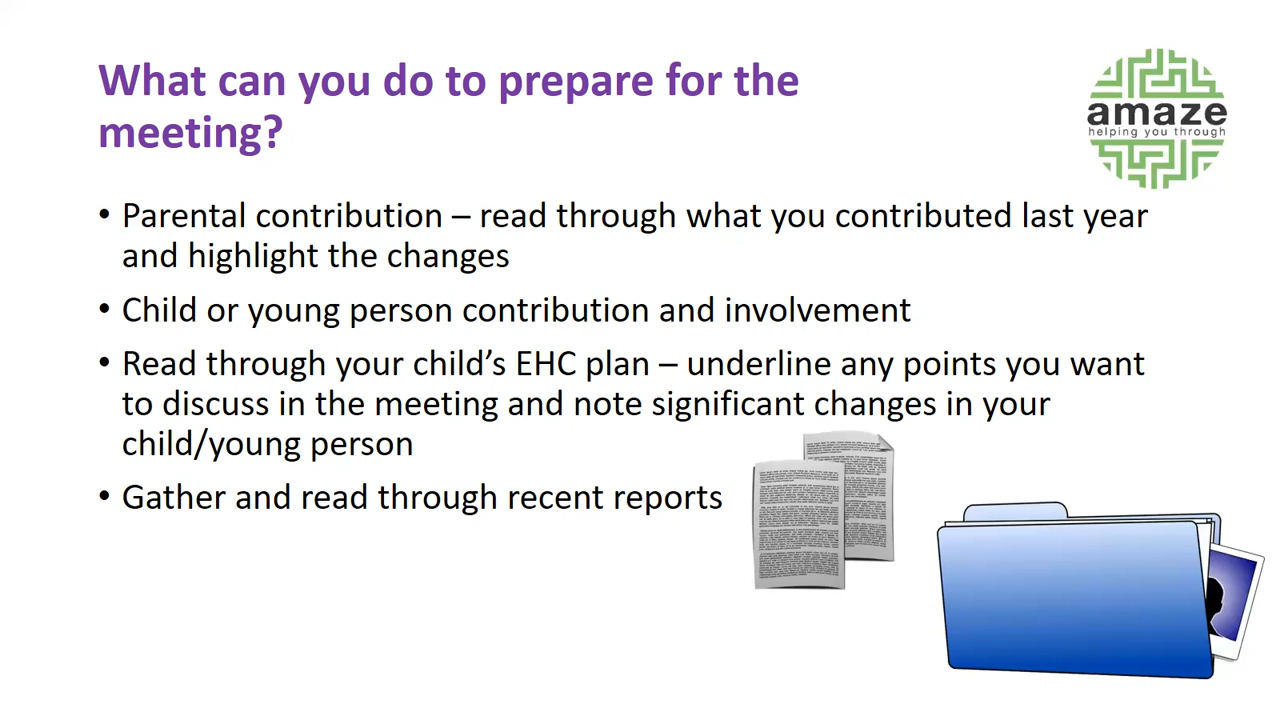 What can you do to prepare for the
meeting?
amaze
helping you through
• Parental contribution – read through what you contributed last year
and highlight the changes
• Child or young person contribution and involvement
• Read through your child’s EHC plan – underline any points you want
to discuss in the meeting and note significant changes in your
child/young person
• Gather and read through recent reports